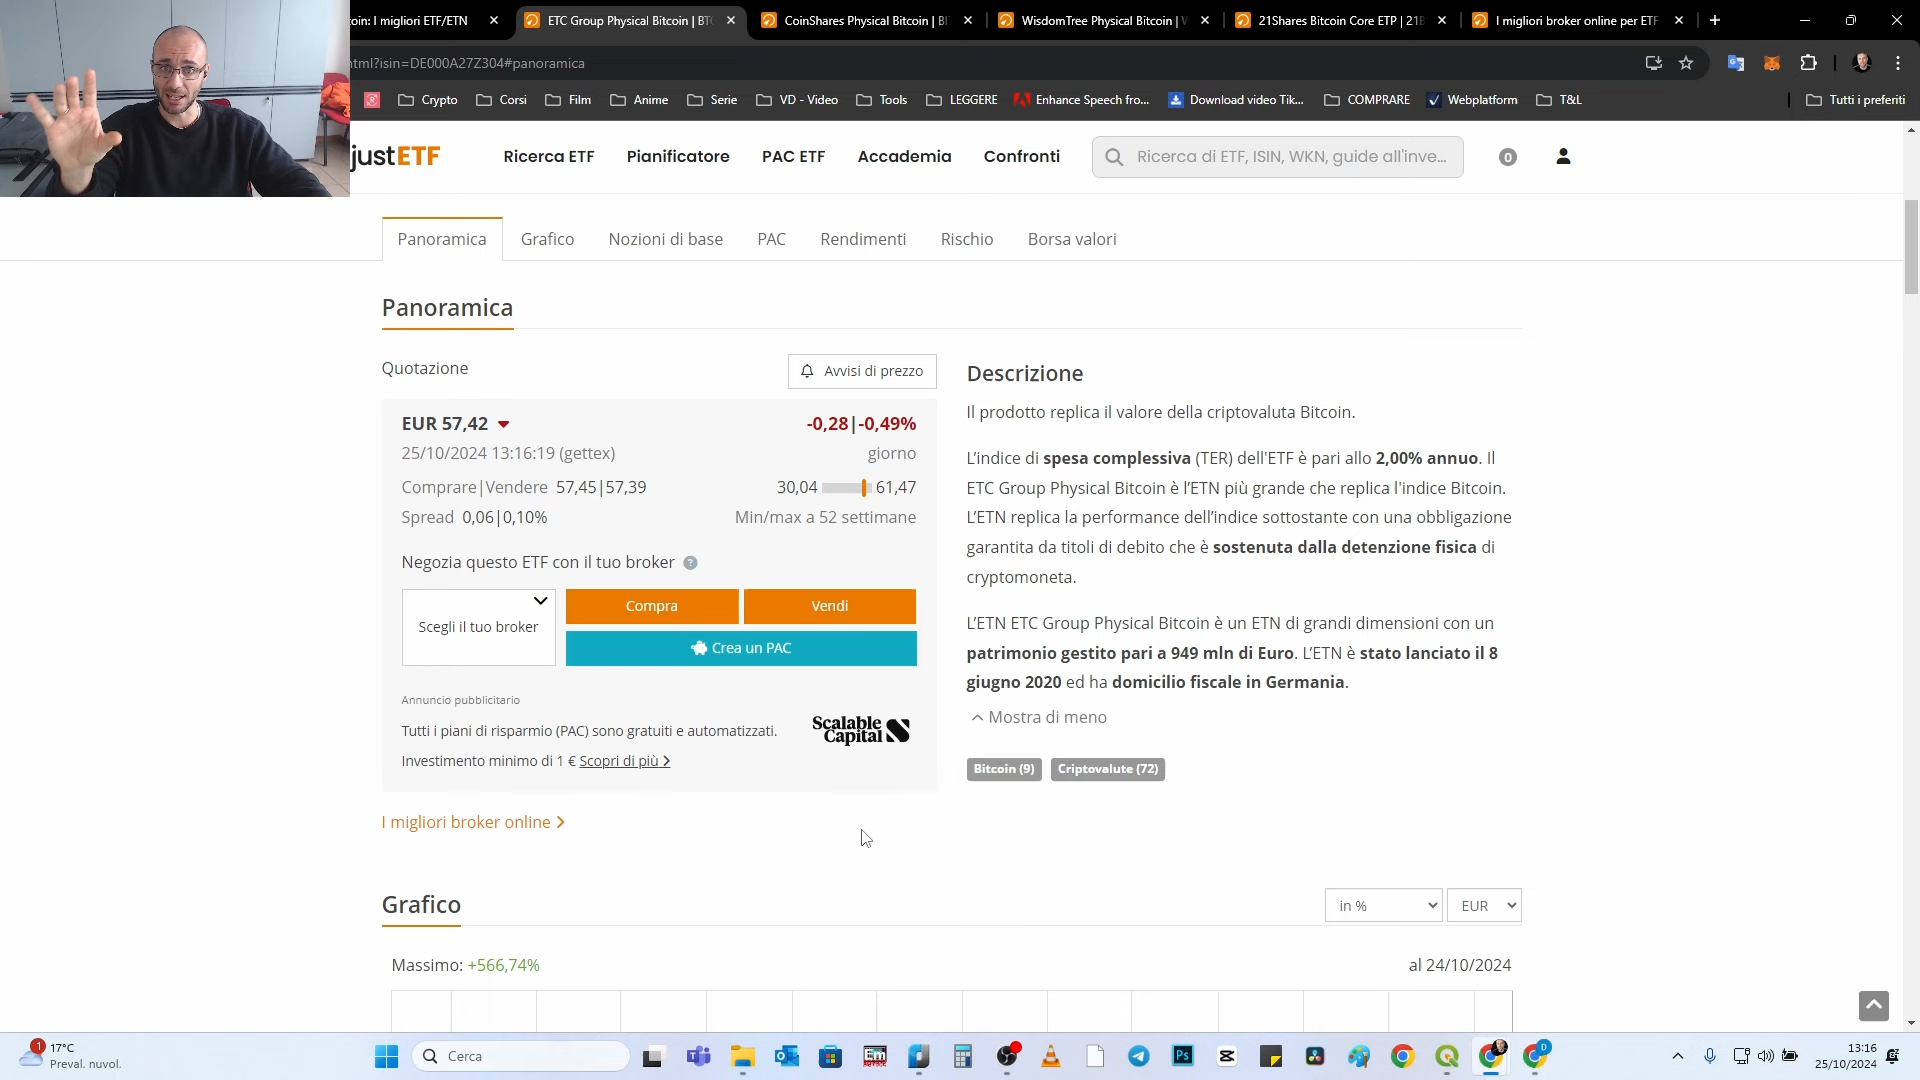 coin: I migliori ETF/ETN
ETC Group Physical Bitcoin | BTC
CoinShares Physical Bitcoin | BI
WisdomTree Physical Bitcoin |
21Shares Bitcoin Core ETP | 21B
I migliori broker online per ETF
html?isin=DE000A27Z304#panoramica
Crypto
Corsi
Film
Anime
Serie
VD - Video
Tools
LEGGERE
Enhance Speech fro...
Download video Tik...
COMPRARE
Webplatform
T&L
Tutti i preferiti
justETF
Ricerca ETF
Pianificatore
PAC ETF
Accademia
Confronti
Ricerca di ETF, ISIN, WKN, guide all'inve...
0
Panoramica
Grafico
Nozioni di base
PAC
Rendimenti
Rischio
Borsa valori
Panoramica
Quotazione
Avvisi di prezzo
EUR 57,42
-0,28|-0,49%
25/10/2024 13:16:19 (gettex)
giorno
Comprare|Vendere 57,45|57,39
30,04 61,47
Spread 0,06|0,10%
Min/max a 52 settimane
Negozia questo ETF con il tuo broker ?
Scegli il tuo broker
Compra
Vendi
Crea un PAC
Annuncio pubblicitario
Tutti i piani di risparmio (PAC) sono gratuiti e automatizzati.
Investimento minimo di 1 € Scopri di più
Scalable
Capital
I migliori broker online
Descrizione
Il prodotto replica il valore della criptovaluta Bitcoin.
L’indice di spesa complessiva (TER) dell'ETF è pari allo 2,00% annuo. Il
ETC Group Physical Bitcoin è l’ETN più grande che replica l'indice Bitcoin.
L’ETN replica la performance dell’indice sottostante con una obbligazione
garantita da titoli di debito che è sostenuta dalla detenzione fisica di
cryptomoneta.
L’ETN ETC Group Physical Bitcoin è un ETN di grandi dimensioni con un
patrimonio gestito pari a 949 mln di Euro. L’ETN è stato lanciato il 8
giugno 2020 ed ha domicilio fiscale in Germania.
Mostra di meno
Bitcoin (9)
Criptovalute (72)
Grafico
in %
EUR
Massimo: +566,74%
al 24/10/2024
1
17°C
Preval. nuvol.
Cerca
Ps
D
13:16
25/10/2024